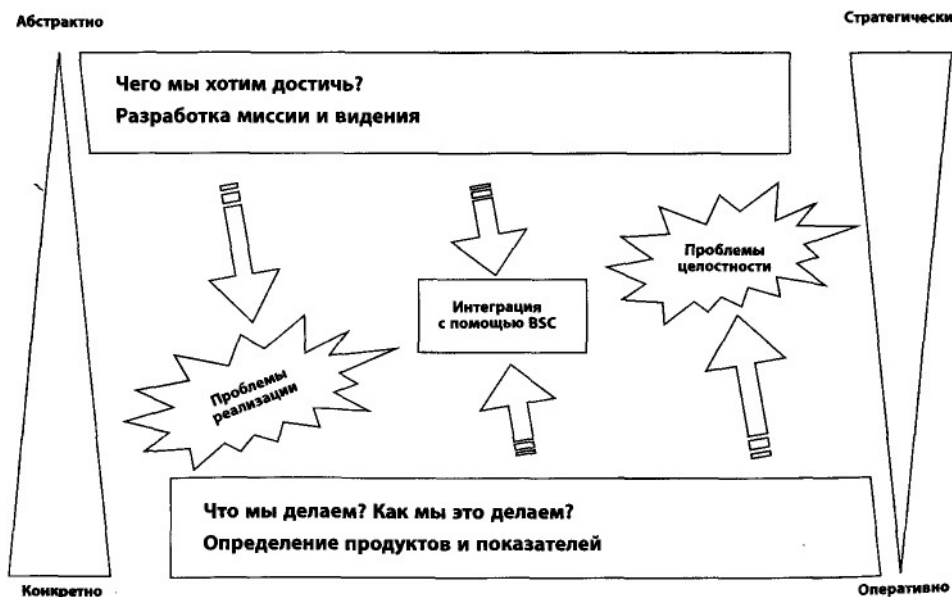 Абстрактно
Стратегически
Чего мы хотим достичь?
Разработка миссии и видения
Проблемы
целостности
Интеграция
с помощью BSC
Проблемы
реализации
Что мы делаем? Как мы это делаем?
Определение продуктов и показателей
Конкретно
Оперативно